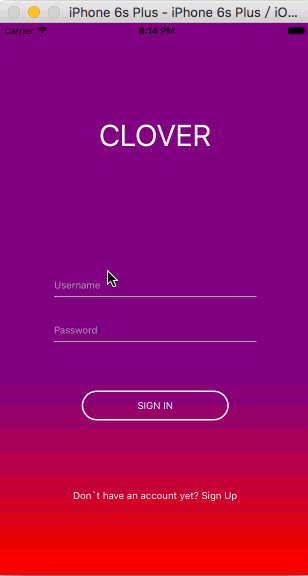 iPhone 6s Plus - iPhone 6s Plus / iO...
Carrier 8.14 PM
CLOVER
Username
Password
SIGN IN
Don`t have an account yet? Sign Up